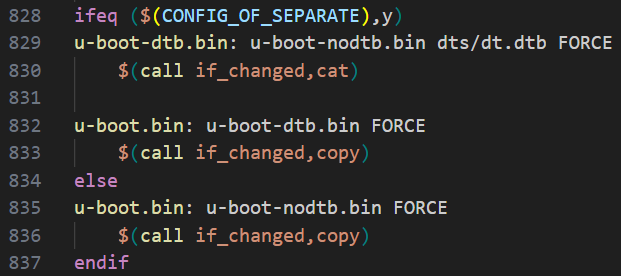 828 ifeq ($(CONFIG_OF_SEPARATE),y)
829 u-boot-dtb.bin: u-boot-nodtb.bin dts/dt.dtb FORCE
830     $(call if_changed,cat)
831
832 u-boot.bin: u-boot-dtb.bin FORCE
833     $(call if_changed,copy)
834 else
835 u-boot.bin: u-boot-nodtb.bin FORCE
836     $(call if_changed,copy)
837 endif